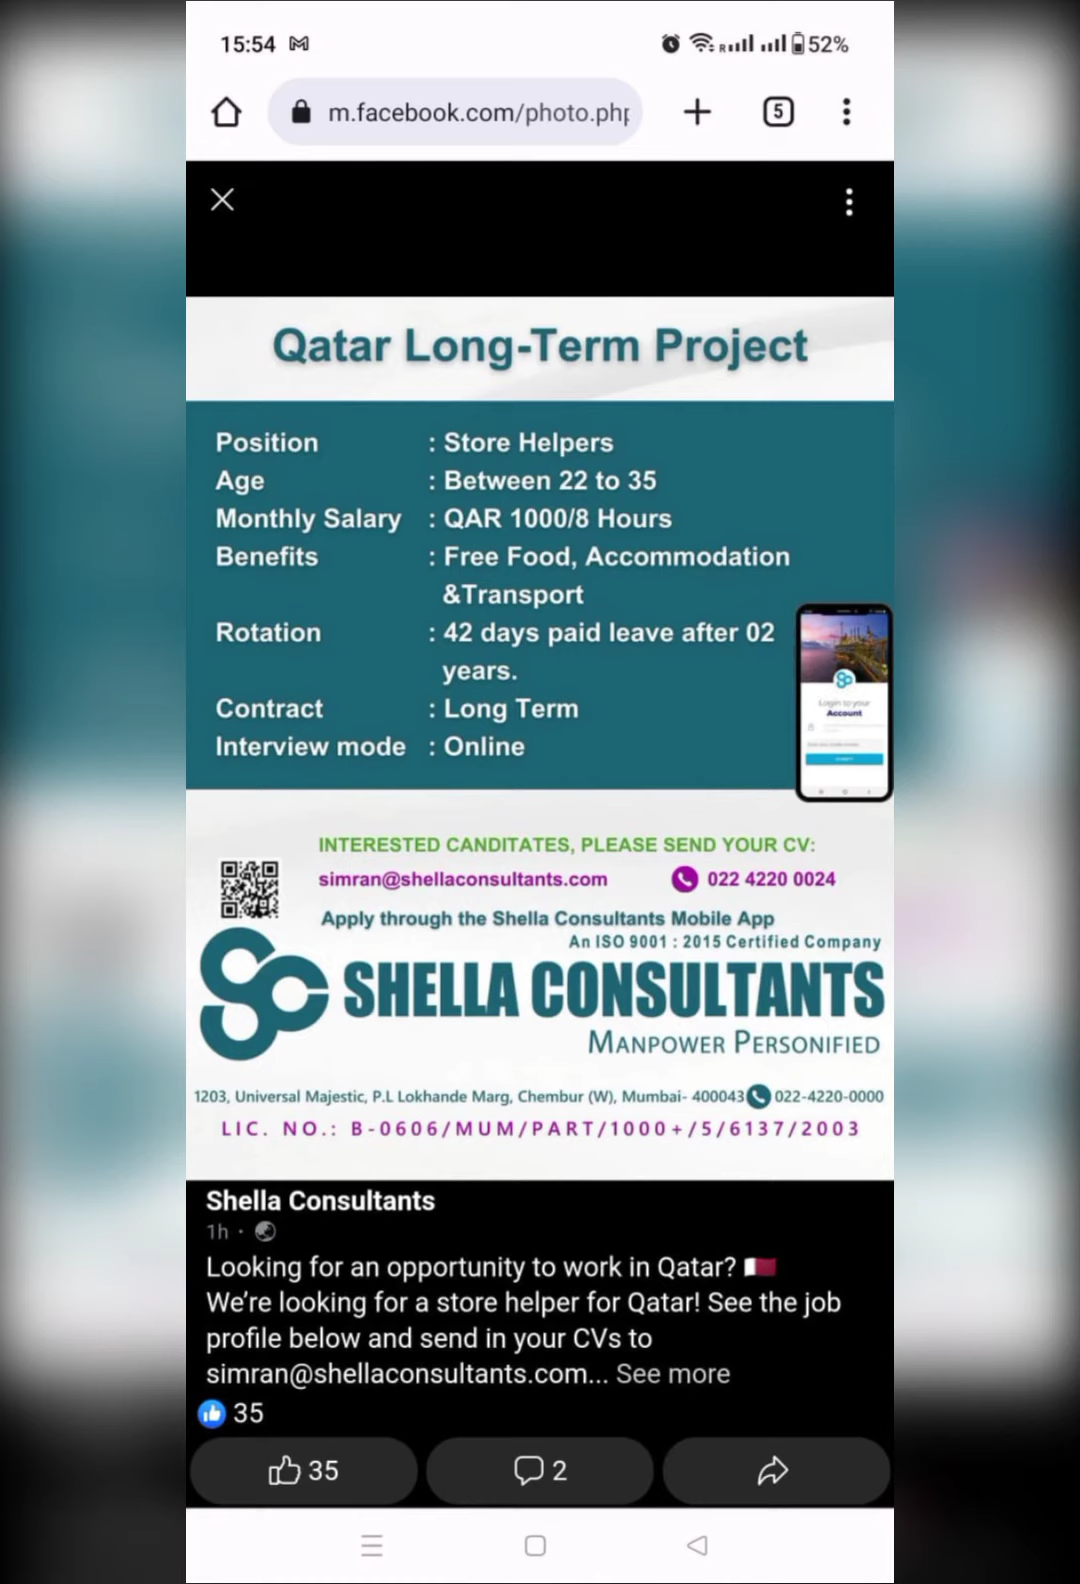 15:54
R
52%
m.facebook.com/photo.php
5
Qatar Long-Term Project
Position : Store Helpers
Age : Between 22 to 35
Monthly Salary : QAR 1000/8 Hours
Benefits : Free Food, Accommodation
&Transport
Rotation : 42 days paid leave after 02
years.
Contract : Long Term
Interview mode : Online
Login to your
Account
INTERESTED CANDITATES, PLEASE SEND YOUR CV:
simran@shellaconsultants.com 022 4220 0024
Apply through the Shella Consultants Mobile App
An ISO 9001 : 2015 Certified Company
SC SHELLA CONSULTANTS
MANPOWER PERSONIFIED
1203, Universal Majestic, P.L Lokhande Marg, Chembur (W), Mumbai- 400043 022-4220-0000
LIC. NO.: B-0606/MUM/PART/1000+/5/6137/2003
Shella Consultants
1h ·
Looking for an opportunity to work in Qatar? 🇶🇦
We’re looking for a store helper for Qatar! See the job
profile below and send in your CVs to
simran@shellaconsultants.com... See more
35
35 2